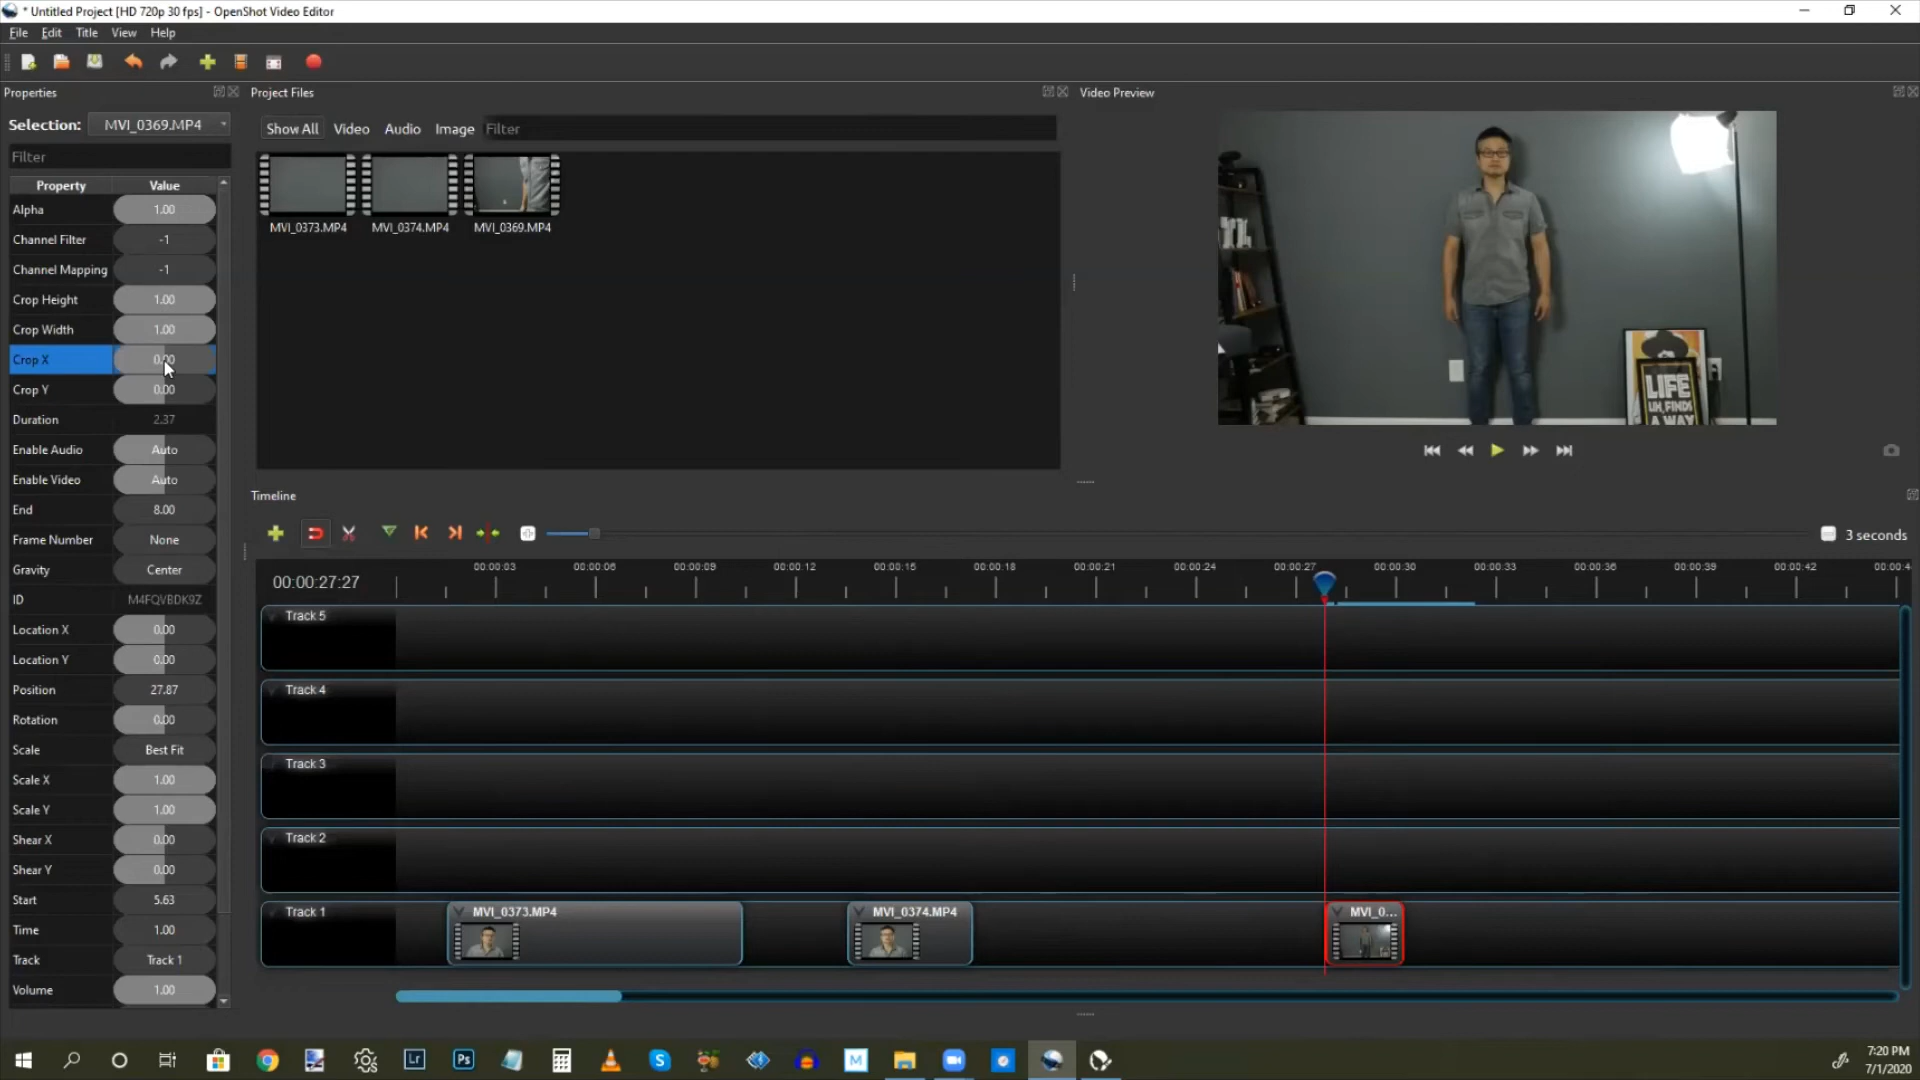 * Untitled Project [HD 720p 30 fps] - OpenShot Video Editor
File Edit Title View Help
Properties
Project Files
Video Preview
Selection: MVI_0369.MP4
Show All Video Audio Image Filter
Filter
Property Value
Alpha 1.00
Channel Filter -1
Channel Mapping -1
Crop Height 1.00
Crop Width 1.00
Crop X 0.00
Crop Y 0.00
Duration 2.37
Enable Audio Auto
Enable Video Auto
End 8.00
Frame Number None
Gravity Center
ID M4FQVBDK9Z
Location X 0.00
Location Y 0.00
Position 27.87
Rotation 0.00
Scale Best Fit
Scale X 1.00
Scale Y 1.00
Shear X 0.00
Shear Y 0.00
Start 5.63
Time 1.00
Track Track 1
Volume 1.00
MVI_0373.MP4 MVI_0374.MP4 MVI_0369.MP4
LIFE
UH, FINDS
A WAY
Timeline
3 seconds
00:00:27:27
00:00:03 00:00:06 00:00:09 00:00:12 00:00:15 00:00:18 00:00:21 00:00:24 00:00:27 00:00:30 00:00:33 00:00:36 00:00:39 00:00:42 00:00:4
Track 5
Track 4
Track 3
Track 2
Track 1
MVI_0373.MP4 MVI_0374.MP4 MVI_0...
Lr Ps S M
7:20 PM
7/1/2020